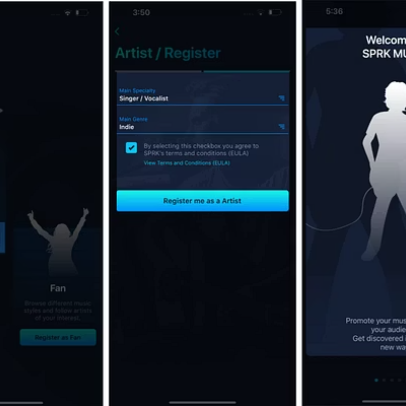 Fan
Browse different music
styles and follow artists
of your interest.
Register as Fan
3:50
Artist / Register
Main Specialty
Singer / Vocalist
Main Genre
Indie
By selecting this checkbox you agree to
SPRK's terms and conditions (EULA)
View Terms and Conditions (EULA)
Register me as a Artist
5:36
Welcom
SPRK MU
Promote your mus
your audie
Get discovered
new wa